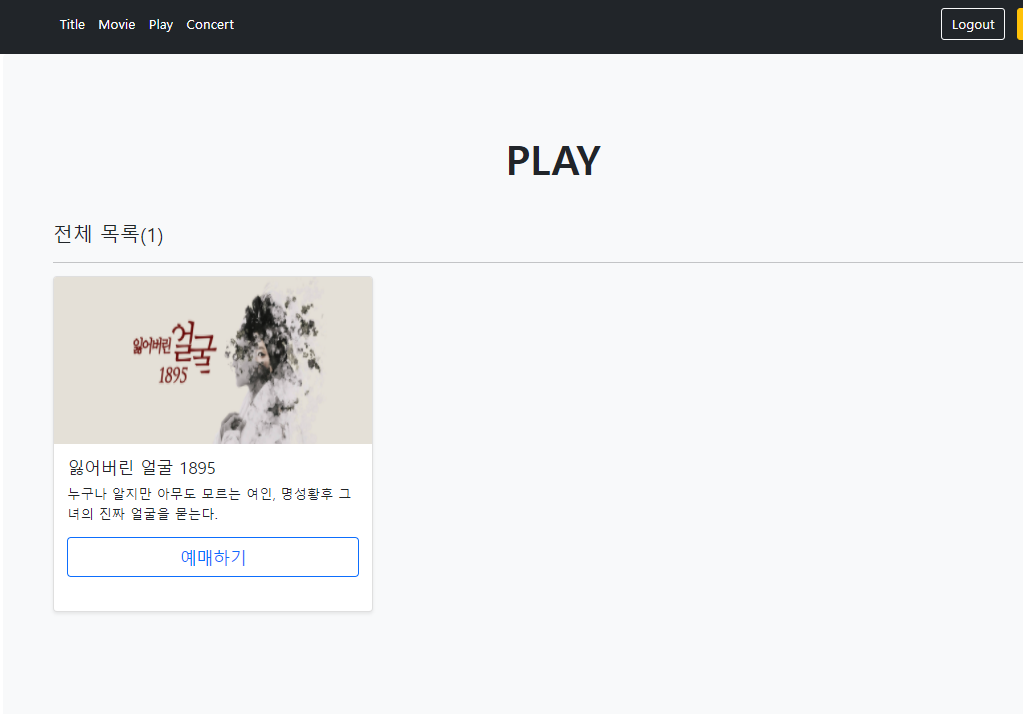 Title Movie Play Concert Logout
PLAY
전체 목록(1)
잃어버린 얼굴
1895
잃어버린 얼굴 1895
누구나 알지만 아무도 모르는 여인, 명성황후 그
녀의 진짜 얼굴을 묻는다.
예매하기